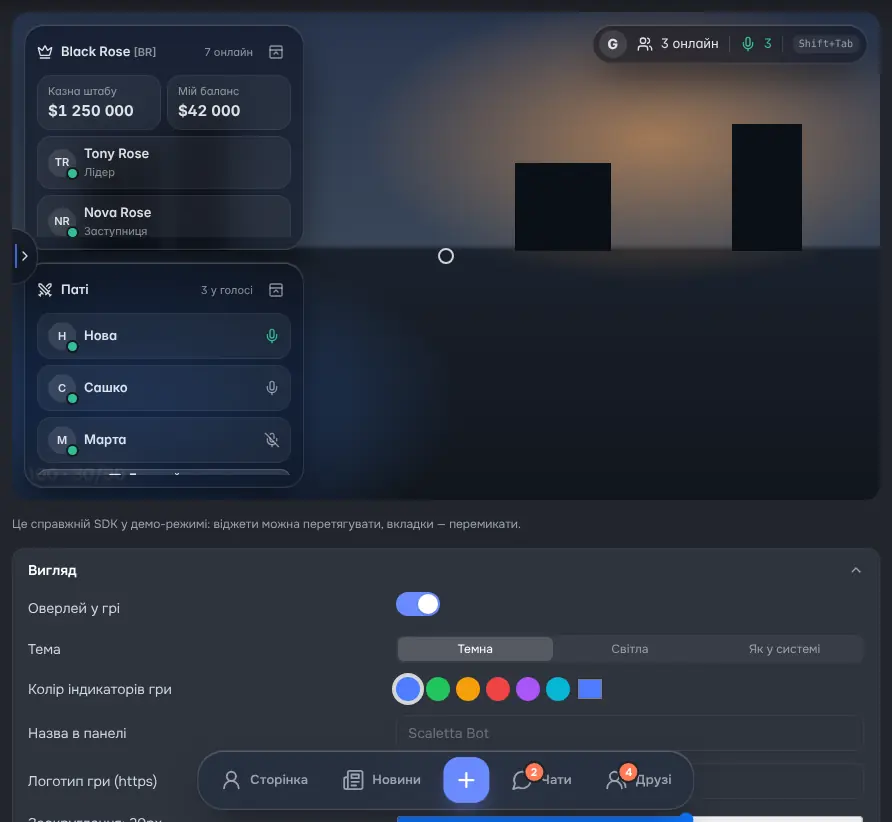 Black Rose [BR]
7 онлайн
Казна штабу
$1 250 000
Мій баланс
$42 000
TR
Tony Rose
Лідер
NR
Nova Rose
Заступниця
G
3 онлайн
3
Shift+Tab
Паті
3 у голосі
Н
Нова
С
Сашко
М
Марта
Це справжній SDK у демо-режимі: віджети можна перетягувати, вкладки — перемикати.
Вигляд
Оверлей у грі
Тема
Темна
Світла
Як у системі
Колір індикаторів гри
Назва в панелі
Scaletta Bot
Логотип гри (https)
Сторінка
Новини
2
Чати
4
Друзі